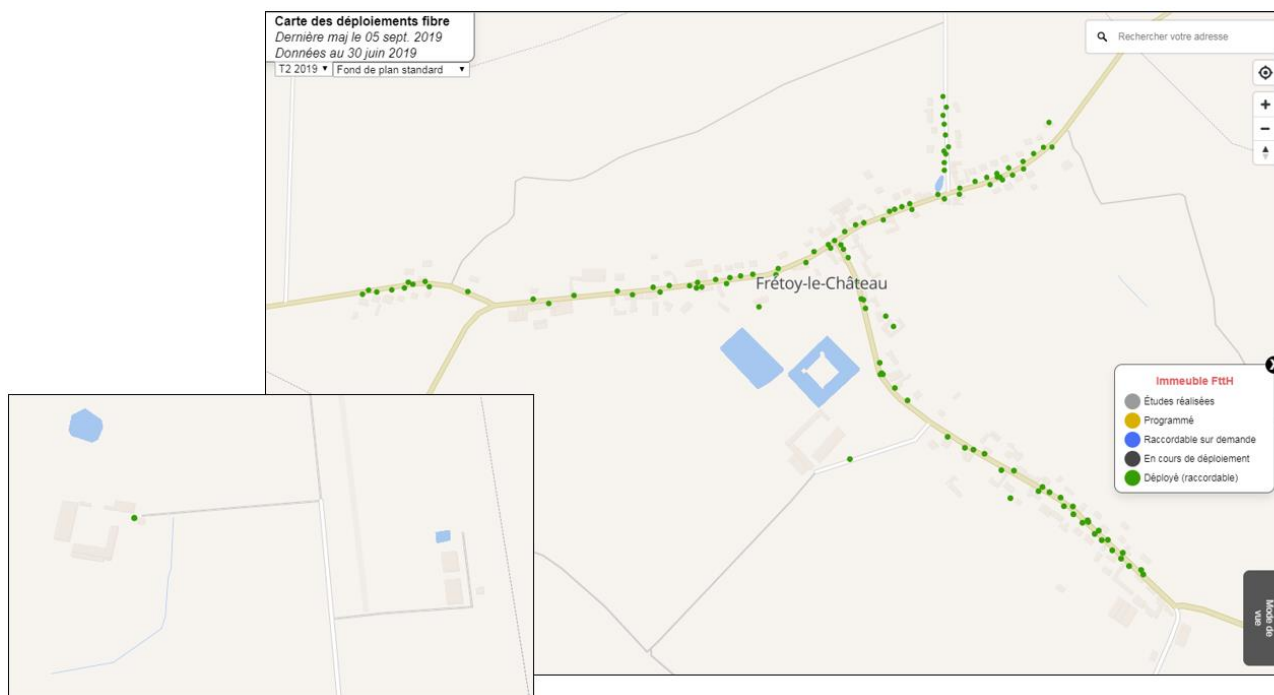 Carte des déploiements fibre
Dernière maj le 05 sept. 2019
Données au 30 juin 2019
T2 2019 Fond de plan standard
Rechercher votre adresse
Frétoy-le-Château
Immeuble FttH
Études réalisées
Programmé
Raccordable sur demande
En cours de déploiement
Déployé (raccordable)
Mode de
vue